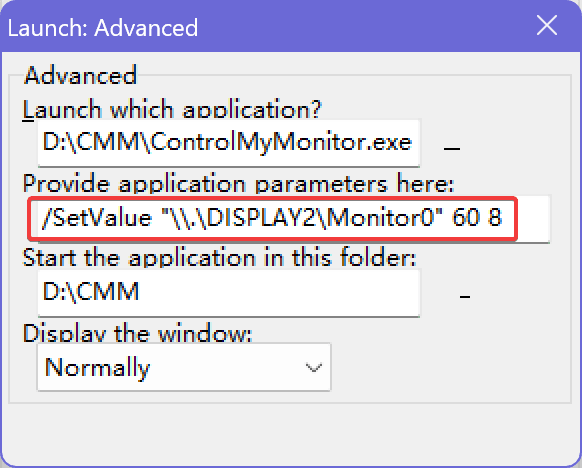 Launch: Advanced
Advanced
Launch which application?
D:\CMM\ControlMyMonitor.exe
Provide application parameters here:
/SetValue "\\.\DISPLAY2\Monitor0" 60 8
Start the application in this folder:
D:\CMM
Display the window:
Normally